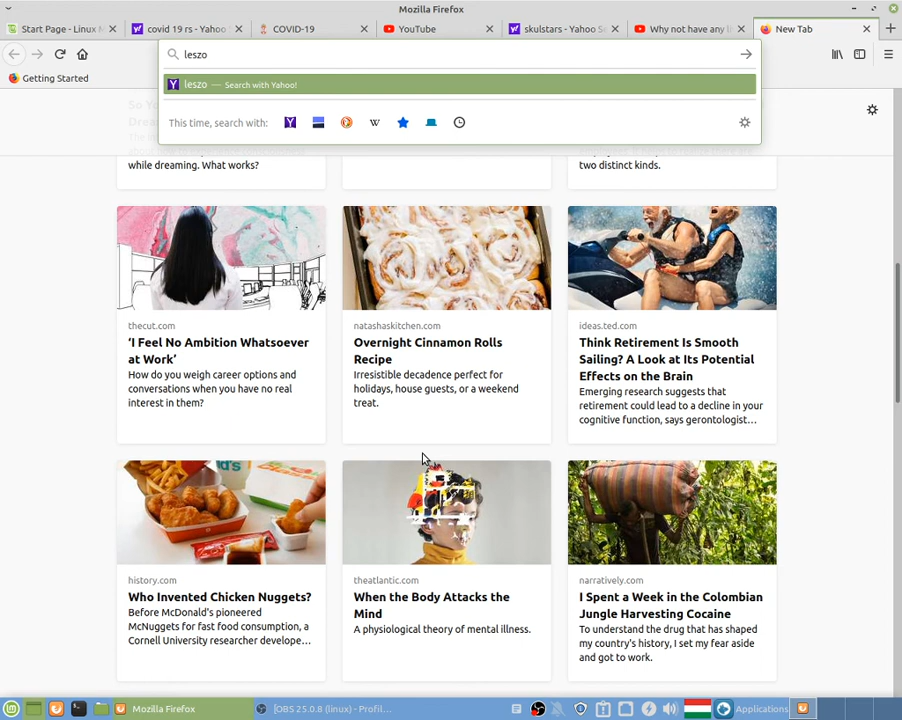 Mozilla Firefox
Start Page - Linux M
covid 19 rs - Yahoo
COVID-19
YouTube
skulstars - Yahoo Se
Why not have any li
New Tab
leszo
Getting Started
leszo — Search with Yahoo!
This time, search with:
So Yo
Dream
while dreaming. What works?
two distinct kinds.
thecut.com
'I Feel No Ambition Whatsoever
at Work'
How do you weigh career options and
conversations when you have no real
interest in them?
natashaskitchen.com
Overnight Cinnamon Rolls
Recipe
Irresistible decadence perfect for
holidays, house guests, or a weekend
treat.
ideas.ted.com
Think Retirement Is Smooth
Sailing? A Look at Its Potential
Effects on the Brain
Emerging research suggests that
retirement could lead to a decline in your
cognitive function, says gerontologist…
history.com
Who Invented Chicken Nuggets?
Before McDonald's pioneered
McNuggets for fast food consumption, a
Cornell University researcher develope…
theatlantic.com
When the Body Attacks the
Mind
A physiological theory of mental illness.
narratively.com
I Spent a Week in the Colombian
Jungle Harvesting Cocaine
To understand the drug that has shaped
my country's history, I set my fear aside
and got to work.
Mozilla Firefox
[OBS 25.0.8 (linux) - Profil...
Applications